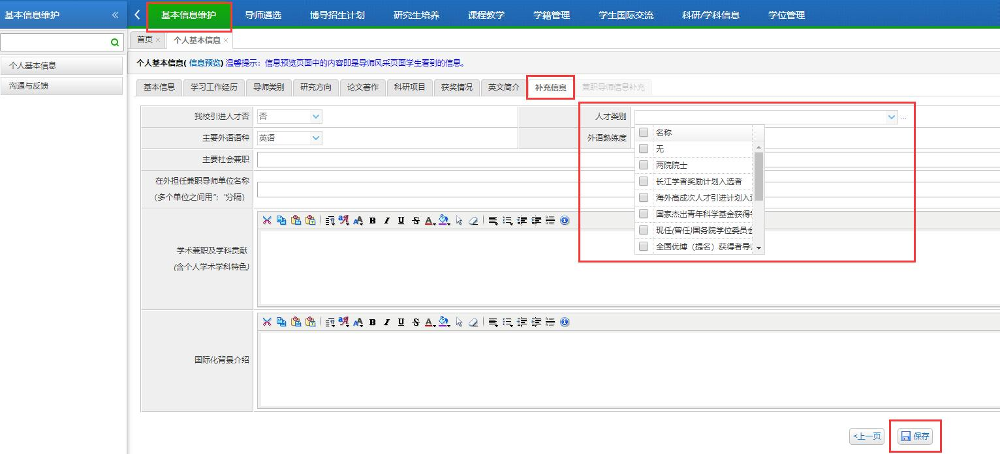 基本信息维护
基本信息维护 导师遴选 博导招生计划 研究生培养 课程教学 学籍管理 学生国际交流 科研/学科信息 学位管理
首页 个人基本信息
个人基本信息
沟通与反馈
个人基本信息( 信息预览) 温馨提示：信息预览页面中的内容即是导师风采页面学生看到的信息。
基本信息 学习工作经历 导师类别 研究方向 论文著作 科研项目 获奖情况 英文简介 补充信息 兼职导师信息补充
我校引进人才否 否 人才类别 ...
主要外语语种 英语 外语熟练度
名称
无
两院院士
长江学者奖励计划入选者
海外高成次人才引进计划入
国家杰出青年科学基金获得
现任(曾任)国务院学位委员会
全国优博（提名）获得者导
主要社会兼职
在外担任兼职导师单位名称
(多个单位之间用"；"分隔)
学术兼职及学科贡献
(含个人学术学科特色)
国际化背景介绍
<上一页 保存